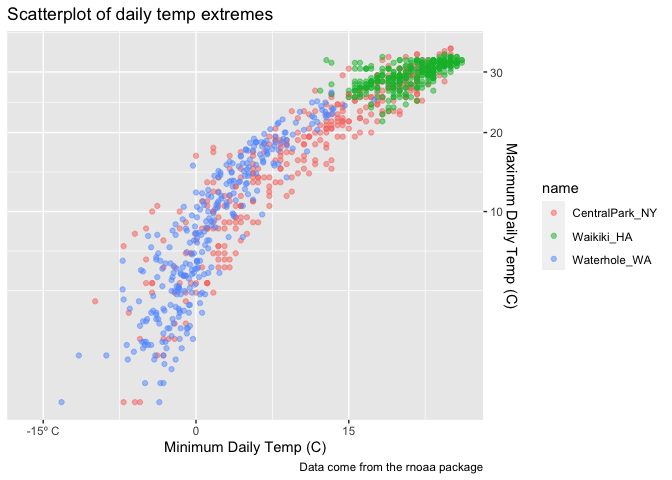 Scatterplot of daily temp extremes
30
20
10
Maximum Daily Temp (C)
name
CentralPark_NY
Waikiki_HA
Waterhole_WA
-15º C
0
15
Minimum Daily Temp (C)
Data come from the rnoaa package